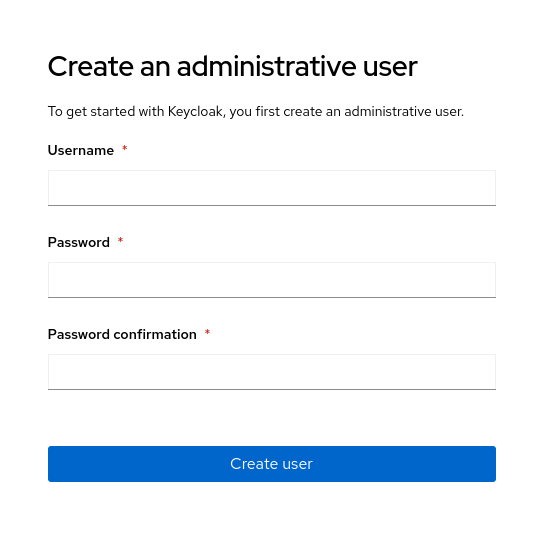 Create an administrative user
To get started with Keycloak, you first create an administrative user.
Username *
Password *
Password confirmation *
Create user